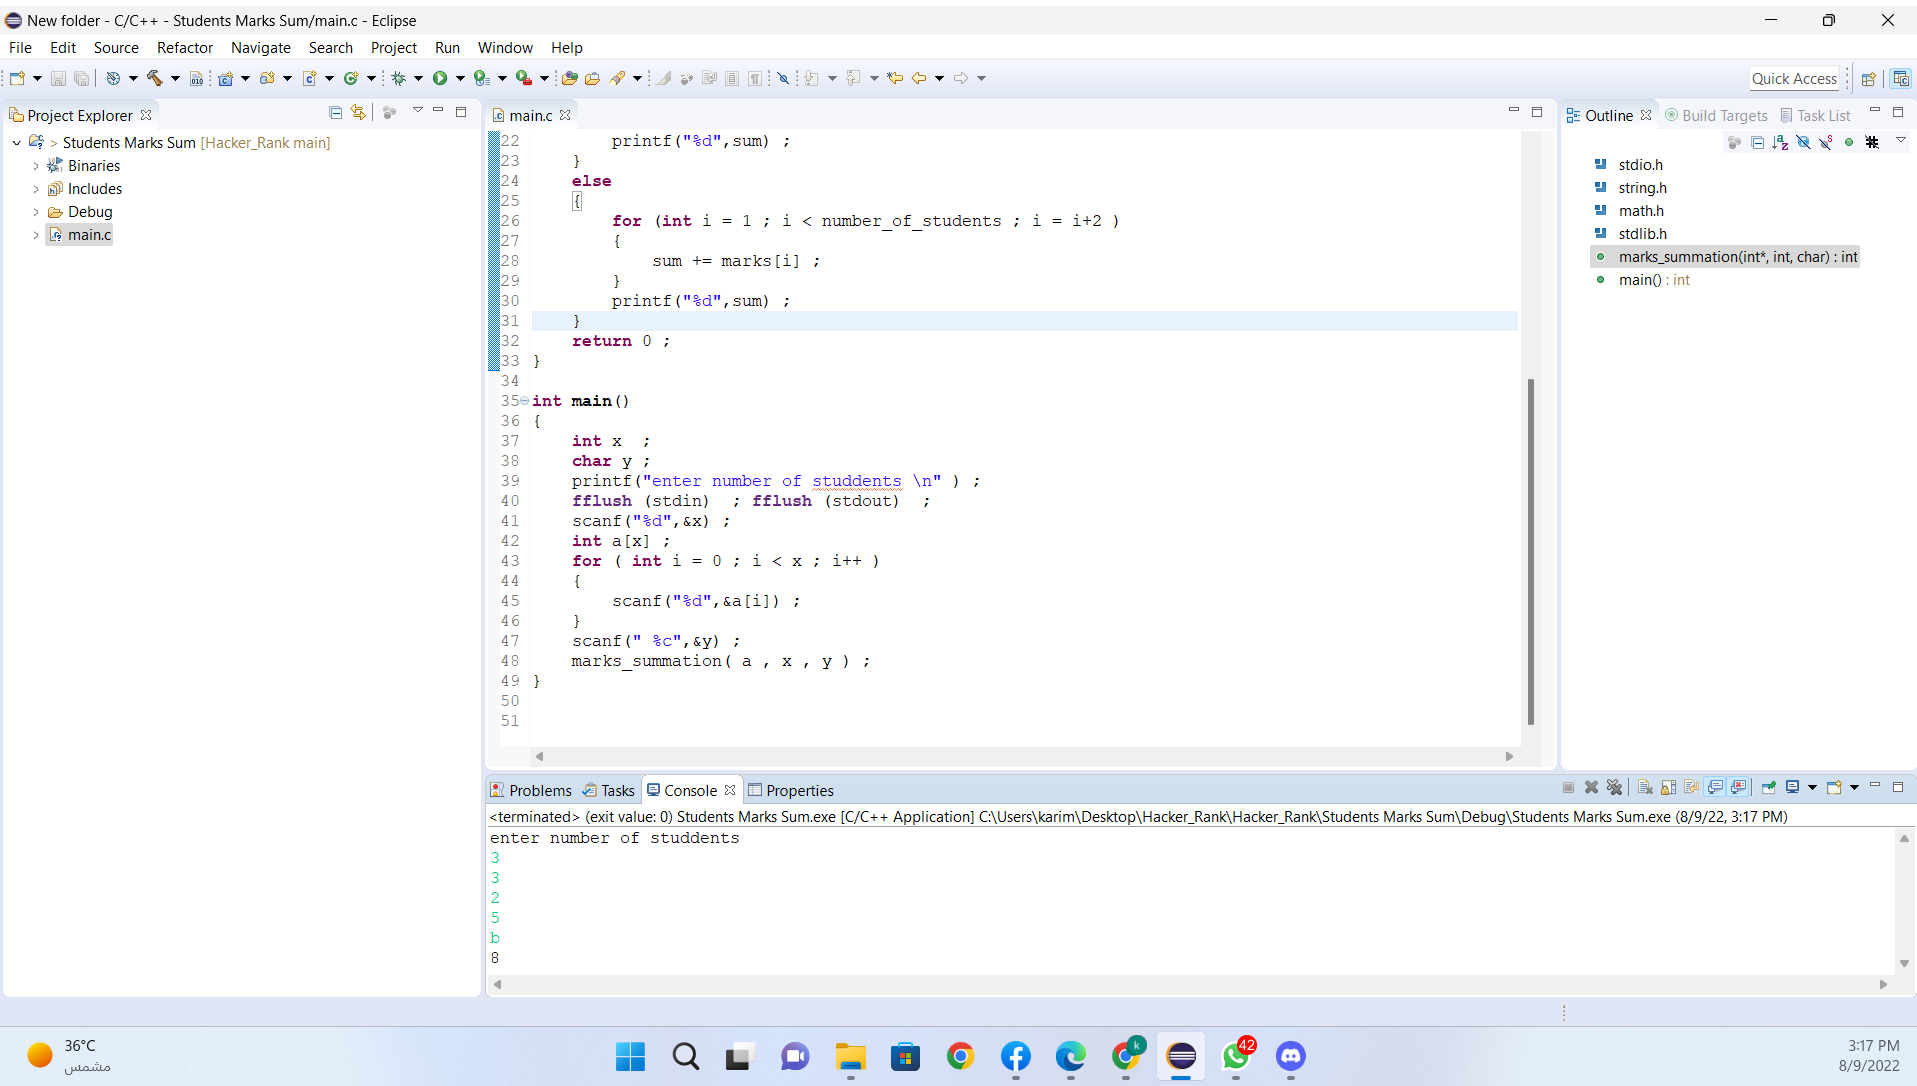 New folder - C/C++ - Students Marks Sum/main.c - Eclipse
File Edit Source Refactor Navigate Search Project Run Window Help
Quick Access
Project Explorer
> Students Marks Sum [Hacker_Rank main]
Binaries
Includes
Debug
main.c
main.c
22 printf("%d",sum) ;
23 }
24 else
25 {
26 for (int i = 1 ; i < number_of_students ; i = i+2 )
27 {
28 sum += marks[i] ;
29 }
30 printf("%d",sum) ;
31 }
32 return 0 ;
33 }
34
35 int main()
36 {
37 int x  ;
38 char y ;
39 printf("enter number of studdents \n" ) ;
40 fflush (stdin)  ; fflush (stdout)  ;
41 scanf("%d",&x) ;
42 int a[x] ;
43 for ( int i = 0 ; i < x ; i++ )
44 {
45 scanf("%d",&a[i]) ;
46 }
47 scanf(" %c",&y) ;
48 marks_summation( a , x , y ) ;
49 }
50
51
Outline Build Targets Task List
stdio.h
string.h
math.h
stdlib.h
marks_summation(int*, int, char) : int
main() : int
Problems Tasks Console Properties
<terminated> (exit value: 0) Students Marks Sum.exe [C/C++ Application] C:\Users\karim\Desktop\Hacker_Rank\Hacker_Rank\Students Marks Sum\Debug\Students Marks Sum.exe (8/9/22, 3:17 PM)
enter number of studdents
3
3
2
5
b
8
36°C
مشمس
k
42
3:17 PM
8/9/2022